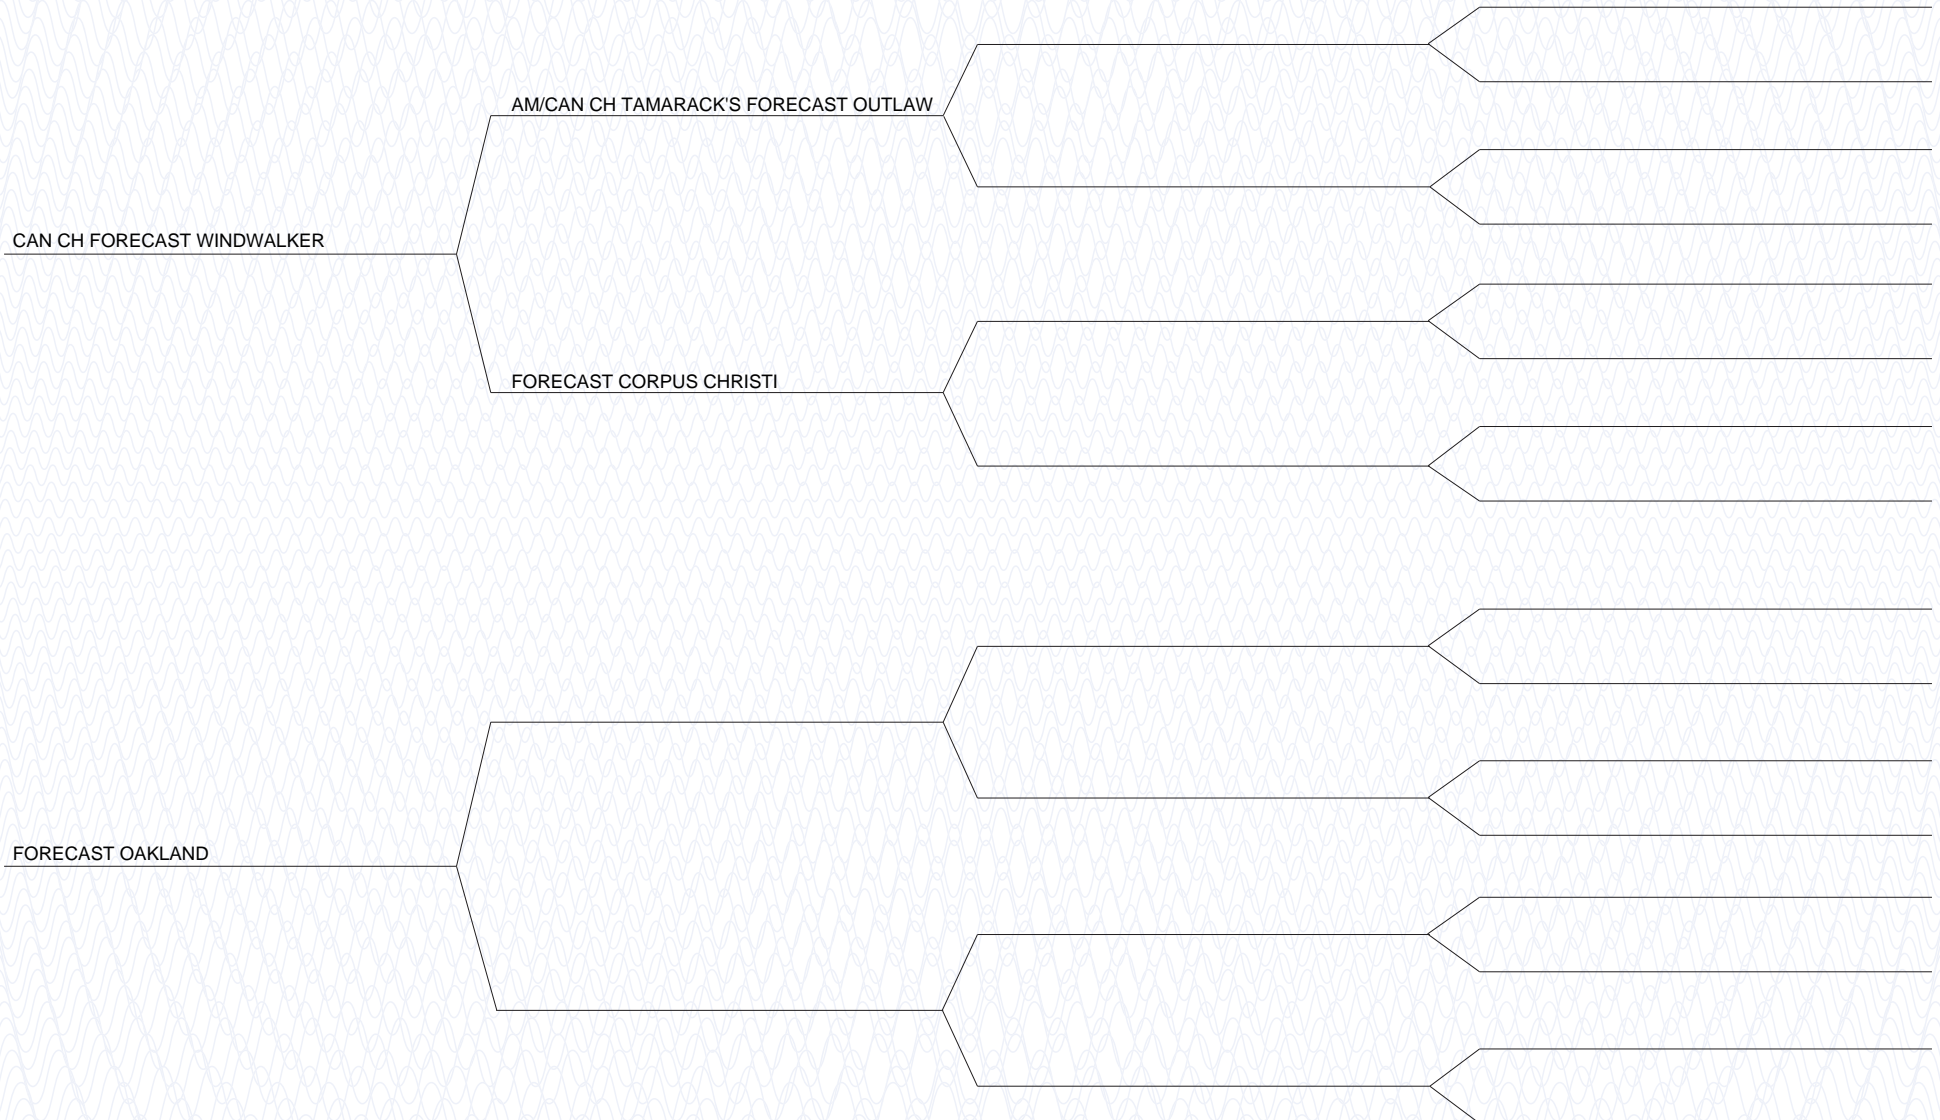 AM/CAN CH TAMARACK'S FORECAST OUTLAW
CAN CH FORECAST WINDWALKER
FORECAST CORPUS CHRISTI
FORECAST OAKLAND